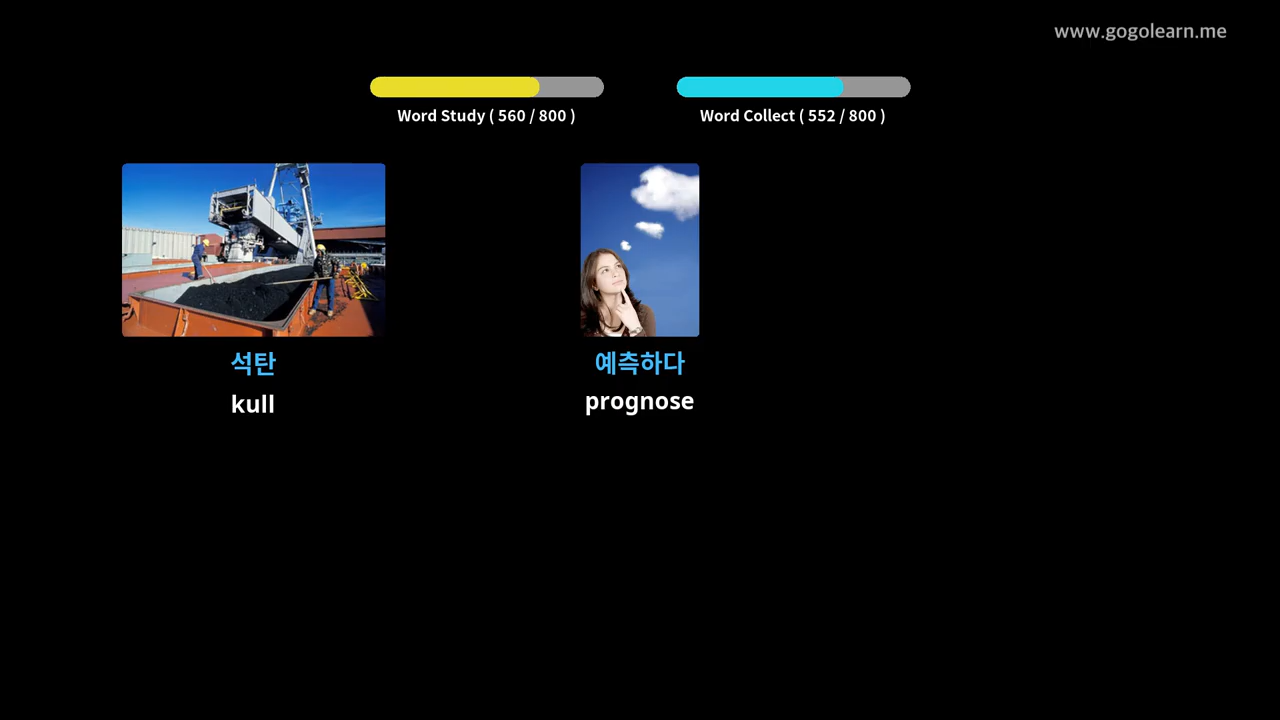 www.gogolearn.me
Word Study ( 560 / 800 )
Word Collect ( 552 / 800 )
석탄
kull
예측하다
prognose